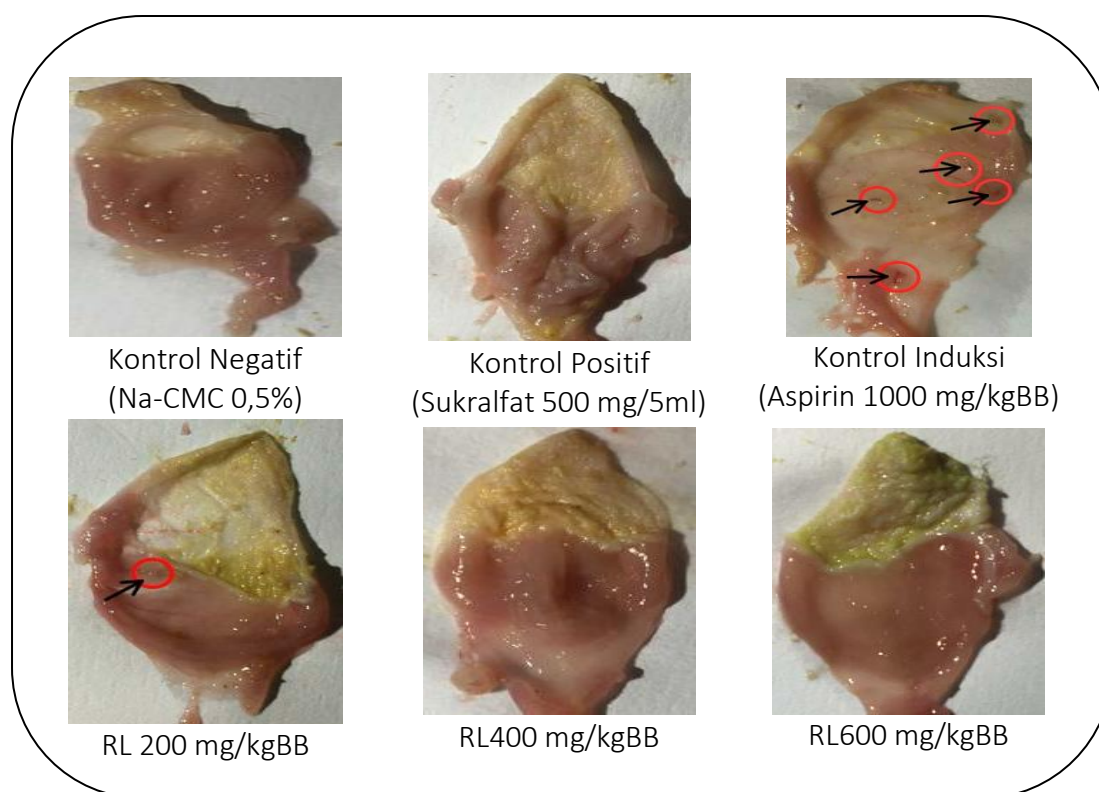 Kontrol Negatif
(Na-CMC 0,5%)
Kontrol Positif
(Sukralfat 500 mg/5ml)
Kontrol Induksi
(Aspirin 1000 mg/kgBB)
RL 200 mg/kgBB
RL400 mg/kgBB
RL600 mg/kgBB